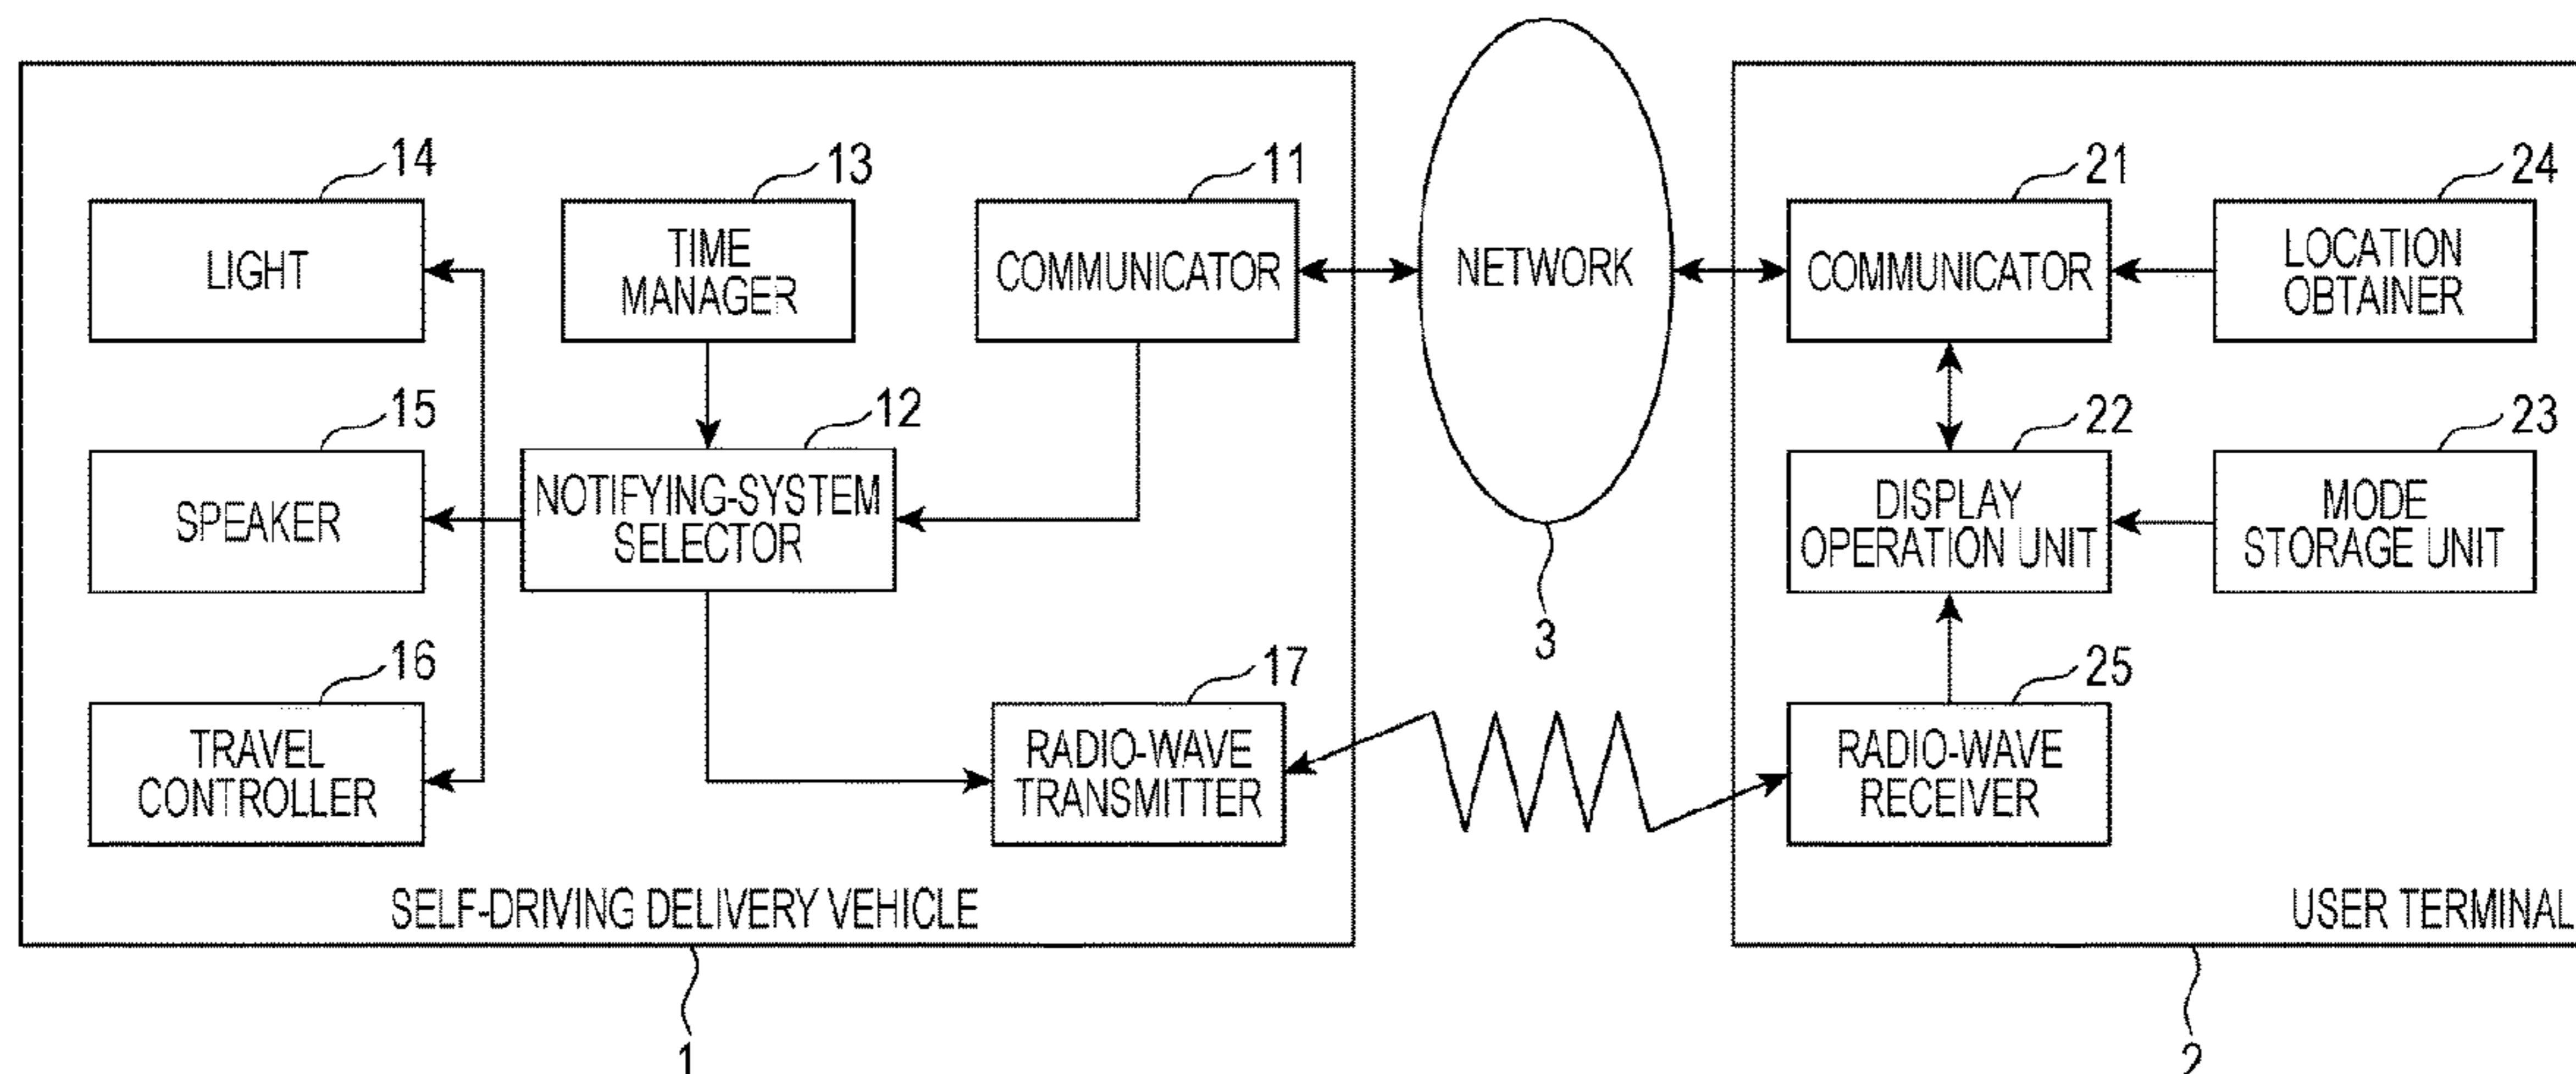 14
LIGHT
13
TIME
MANAGER
11
COMMUNICATOR
15
SPEAKER
12
NOTIFYING-SYSTEM
SELECTOR
16
TRAVEL
CONTROLLER
17
RADIO-WAVE
TRANSMITTER
SELF-DRIVING DELIVERY VEHICLE
1
NETWORK
3
21
COMMUNICATOR
24
LOCATION
OBTAINER
22
DISPLAY
OPERATION UNIT
23
MODE
STORAGE UNIT
25
RADIO-WAVE
RECEIVER
USER TERMINAL
2